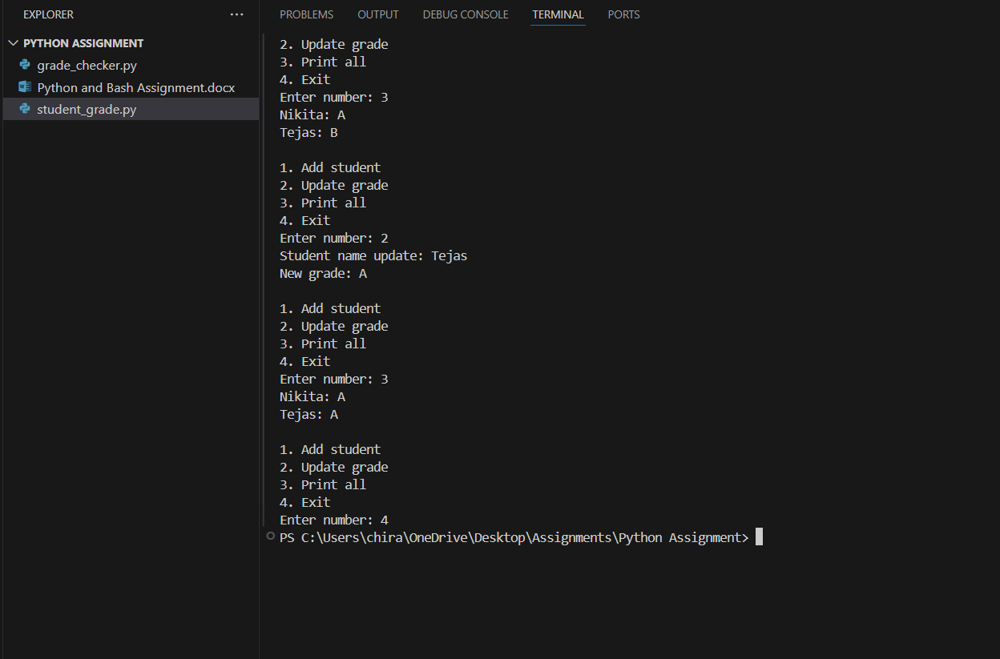 EXPLORER
PYTHON ASSIGNMENT
grade_checker.py
Python and Bash Assignment.docx
student_grade.py
PROBLEMS OUTPUT DEBUG CONSOLE TERMINAL PORTS
2. Update grade
3. Print all
4. Exit
Enter number: 3
Nikita: A
Tejas: B

1. Add student
2. Update grade
3. Print all
4. Exit
Enter number: 2
Student name update: Tejas
New grade: A

1. Add student
2. Update grade
3. Print all
4. Exit
Enter number: 3
Nikita: A
Tejas: A

1. Add student
2. Update grade
3. Print all
4. Exit
Enter number: 4
PS C:\Users\chira\OneDrive\Desktop\Assignments\Python Assignment>